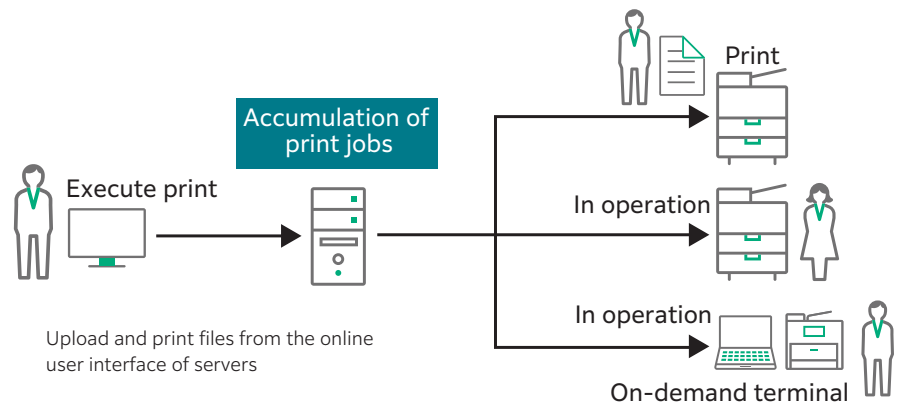 Print
Accumulation of
print jobs
Execute print
In operation
In operation
Upload and print files from the online
user interface of servers
On-demand terminal